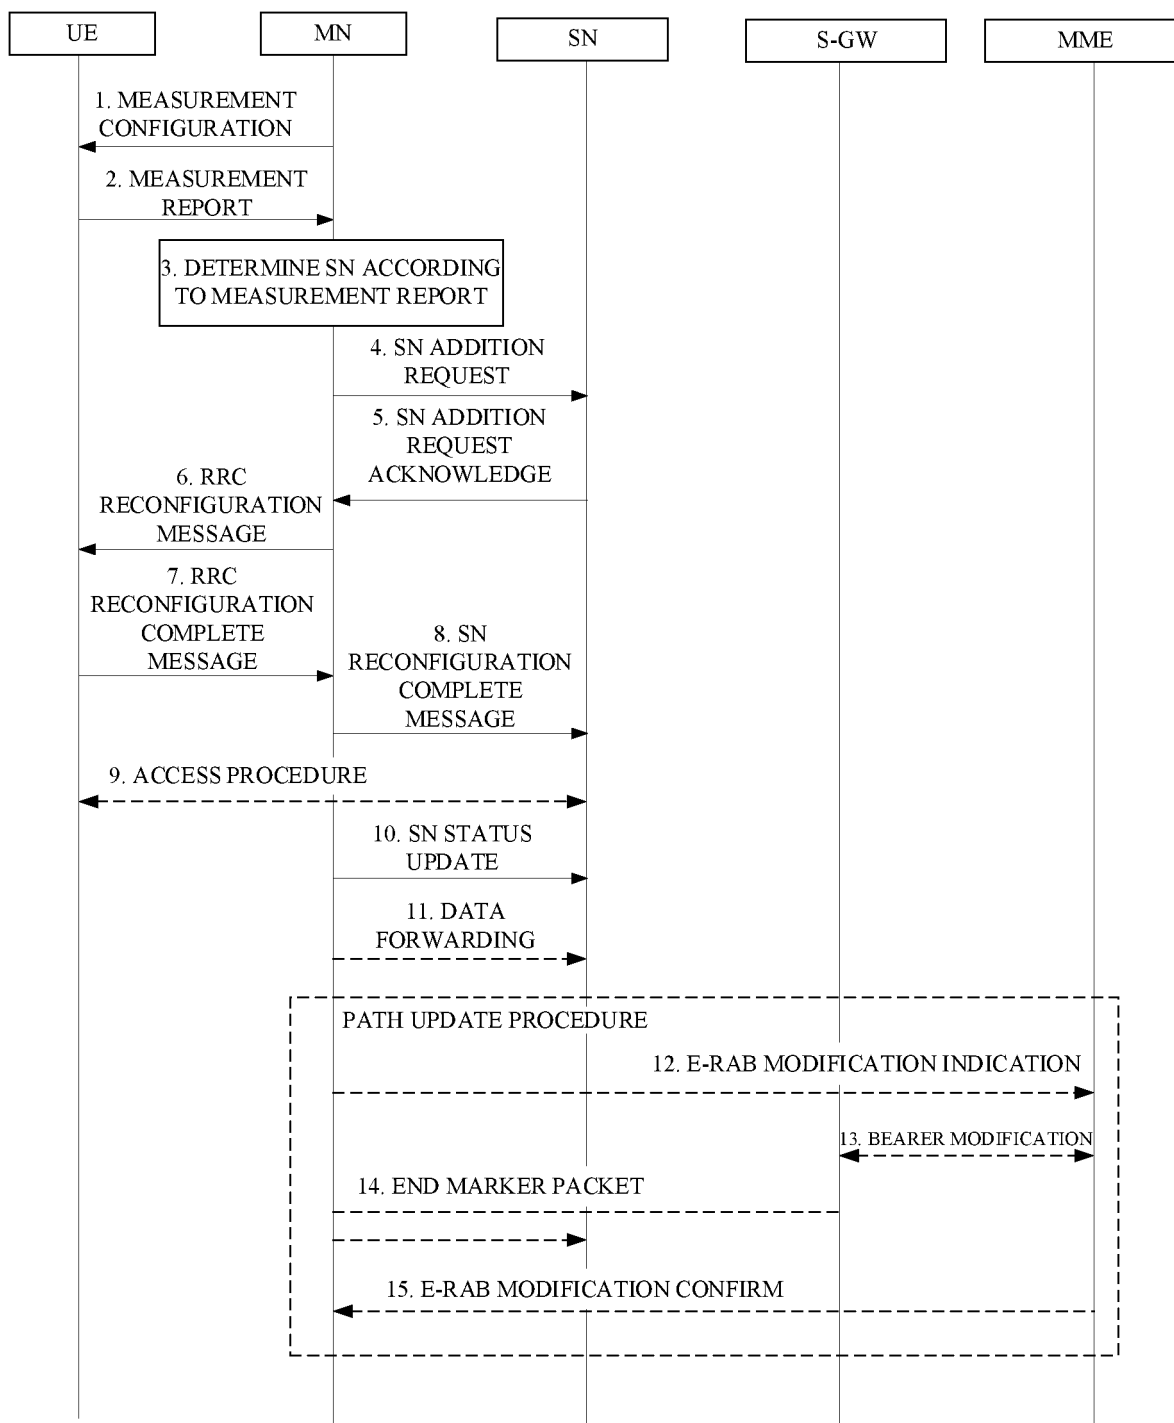 UE
MN
SN
S-GW
MME
1. MEASUREMENT
CONFIGURATION
2. MEASUREMENT
REPORT
3. DETERMINE SN ACCORDING
TO MEASUREMENT REPORT
4. SN ADDITION
REQUEST
5. SN ADDITION
REQUEST
ACKNOWLEDGE
6. RRC
RECONFIGURATION
MESSAGE
7. RRC
RECONFIGURATION
COMPLETE
MESSAGE
8. SN
RECONFIGURATION
COMPLETE
MESSAGE
9. ACCESS PROCEDURE
10. SN STATUS
UPDATE
11. DATA
FORWARDING
PATH UPDATE PROCEDURE
12. E-RAB MODIFICATION INDICATION
13. BEARER MODIFICATION
14. END MARKER PACKET
15. E-RAB MODIFICATION CONFIRM